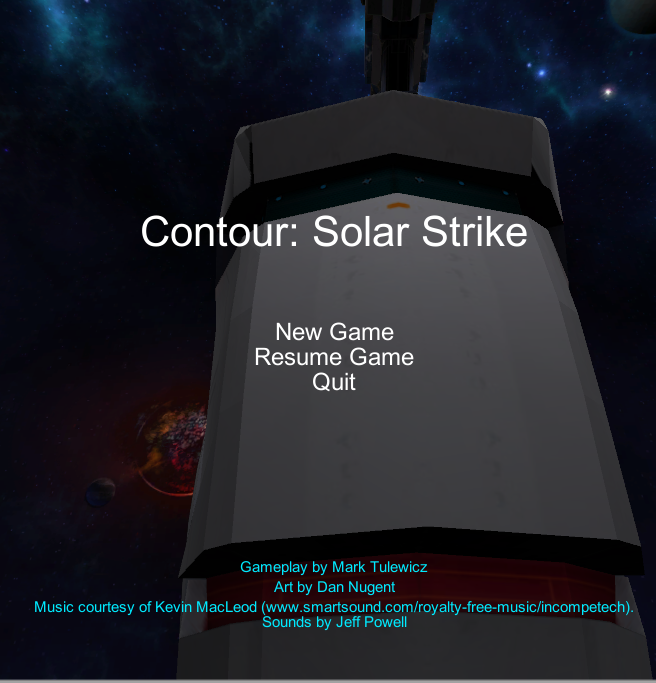 Contour: Solar Strike
New Game
Resume Game
Quit
Gameplay by Mark Tulewicz
Art by Dan Nugent
Music courtesy of Kevin MacLeod (www.smartsound.com/royalty-free-music/incompetech).
Sounds by Jeff Powell